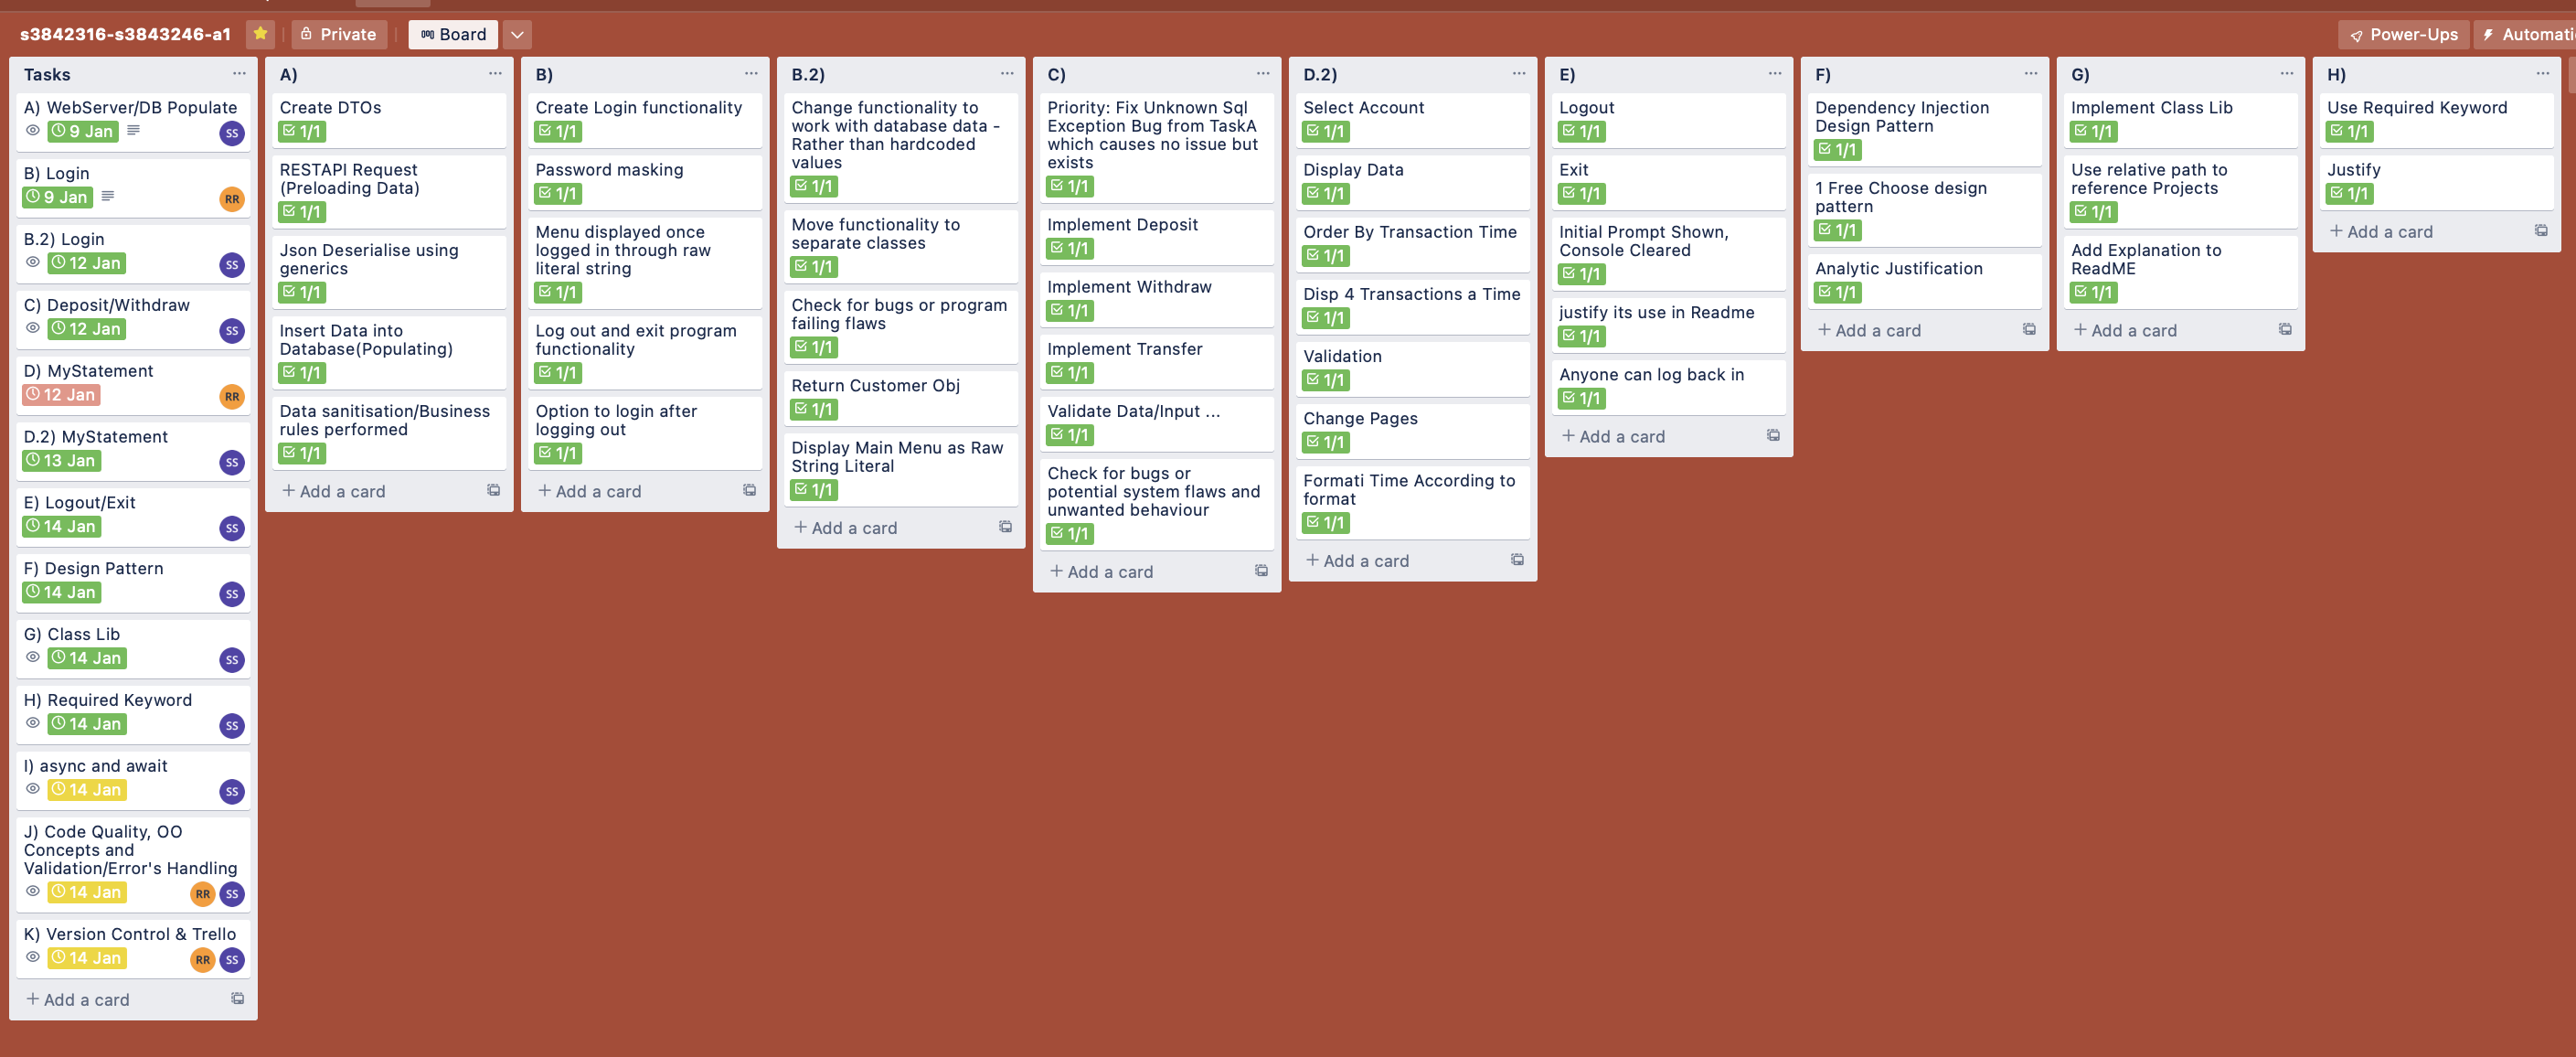 s3842316-s3843246-a1
Private
Board
Power-Ups
Automati
Tasks
A) WebServer/DB Populate
9 Jan
SS
B) Login
9 Jan
RR
B.2) Login
12 Jan
SS
C) Deposit/Withdraw
12 Jan
SS
D) MyStatement
12 Jan
RR
D.2) MyStatement
13 Jan
SS
E) Logout/Exit
14 Jan
SS
F) Design Pattern
14 Jan
SS
G) Class Lib
14 Jan
SS
H) Required Keyword
14 Jan
SS
I) async and await
14 Jan
SS
J) Code Quality, OO
Concepts and
Validation/Error's Handling
14 Jan
RR SS
K) Version Control & Trello
14 Jan
RR SS
+ Add a card
A)
Create DTOs
1/1
RESTAPI Request
(Preloading Data)
1/1
Json Deserialise using
generics
1/1
Insert Data into
Database(Populating)
1/1
Data sanitisation/Business
rules performed
1/1
+ Add a card
B)
Create Login functionality
1/1
Password masking
1/1
Menu displayed once
logged in through raw
literal string
1/1
Log out and exit program
functionality
1/1
Option to login after
logging out
1/1
+ Add a card
B.2)
Change functionality to
work with database data -
Rather than hardcoded
values
1/1
Move functionality to
separate classes
1/1
Check for bugs or program
failing flaws
1/1
Return Customer Obj
1/1
Display Main Menu as Raw
String Literal
1/1
+ Add a card
C)
Priority: Fix Unknown Sql
Exception Bug from TaskA
which causes no issue but
exists
1/1
Implement Deposit
1/1
Implement Withdraw
1/1
Implement Transfer
1/1
Validate Data/Input ...
1/1
Check for bugs or
potential system flaws and
unwanted behaviour
1/1
+ Add a card
D.2)
Select Account
1/1
Display Data
1/1
Order By Transaction Time
1/1
Disp 4 Transactions a Time
1/1
Validation
1/1
Change Pages
1/1
Formati Time According to
format
1/1
+ Add a card
E)
Logout
1/1
Exit
1/1
Initial Prompt Shown,
Console Cleared
1/1
justify its use in Readme
1/1
Anyone can log back in
1/1
+ Add a card
F)
Dependency Injection
Design Pattern
1/1
1 Free Choose design
pattern
1/1
Analytic Justification
1/1
+ Add a card
G)
Implement Class Lib
1/1
Use relative path to
reference Projects
1/1
Add Explanation to
ReadME
1/1
+ Add a card
H)
Use Required Keyword
1/1
Justify
1/1
+ Add a card